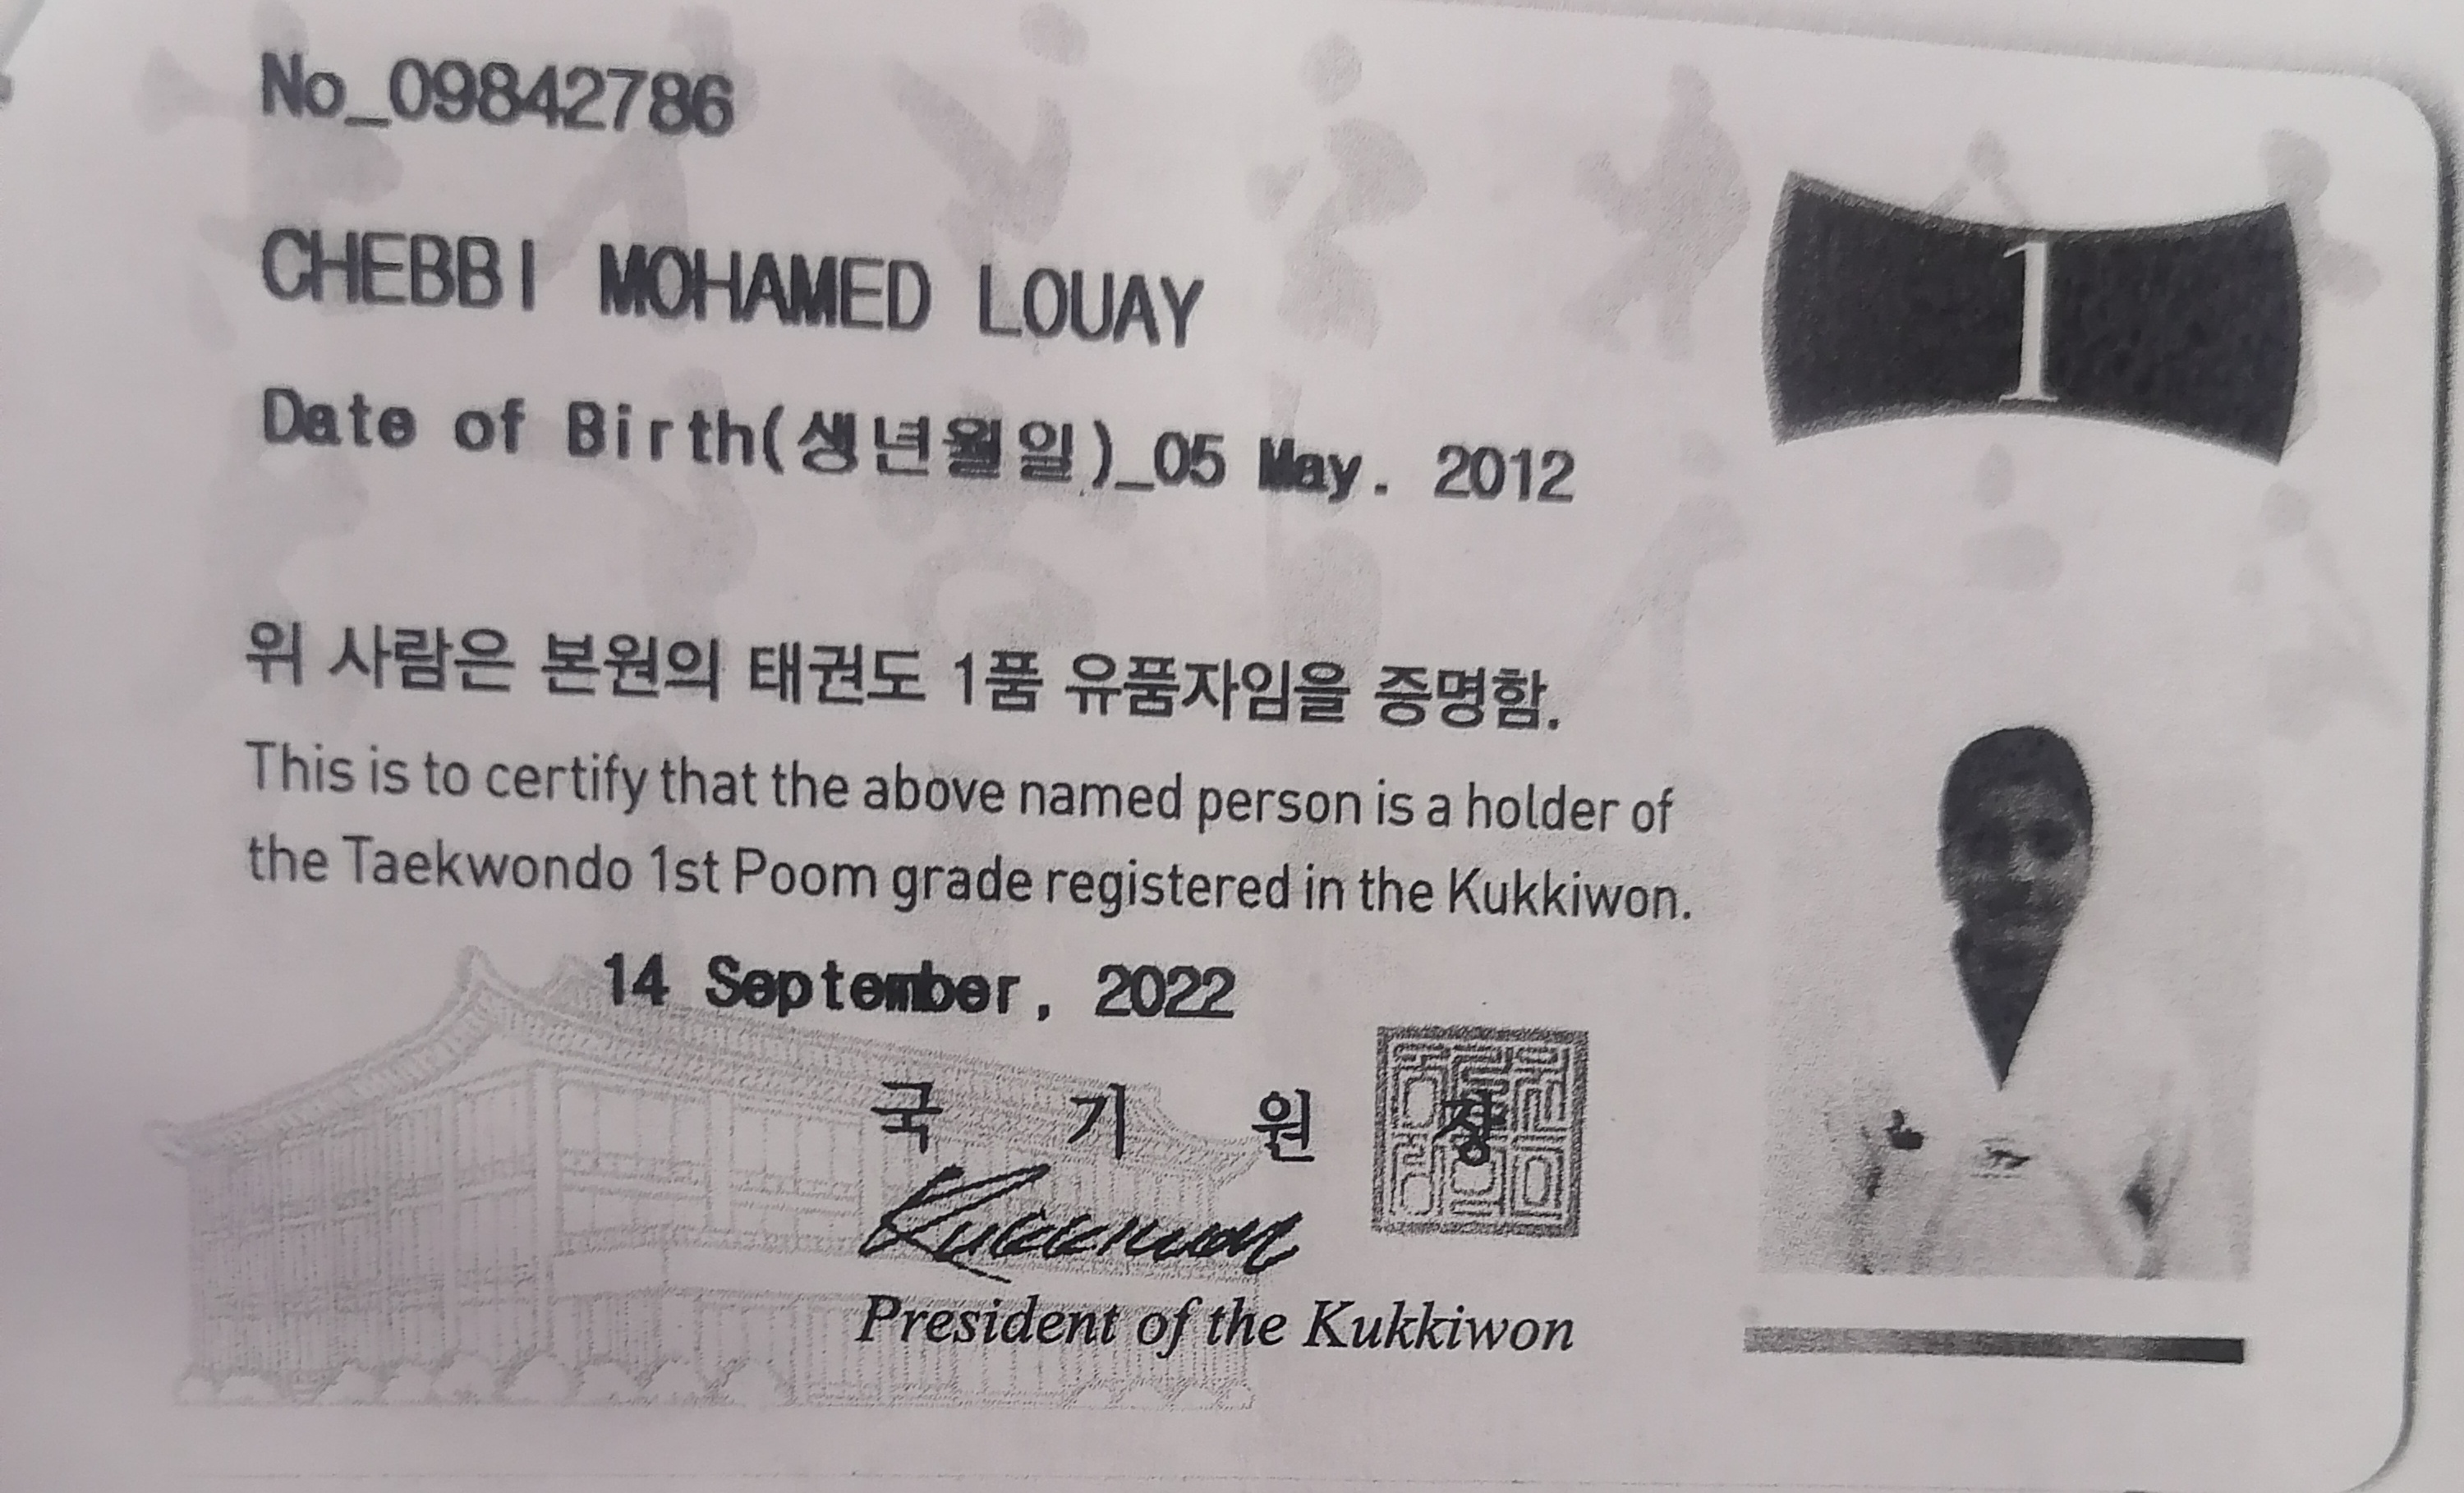 No_09842786
CHEBBI MOHAMED LOUAY
Date of Birth(생년월일)_05 May. 2012
1
위 사람은 본원의 태권도 1품 유품자임을 증명함.
This is to certify that the above named person is a holder of
the Taekwondo 1st Poom grade registered in the Kukkiwon.
14 September, 2022
국 기 원 장
Kukkiwon
President of the Kukkiwon